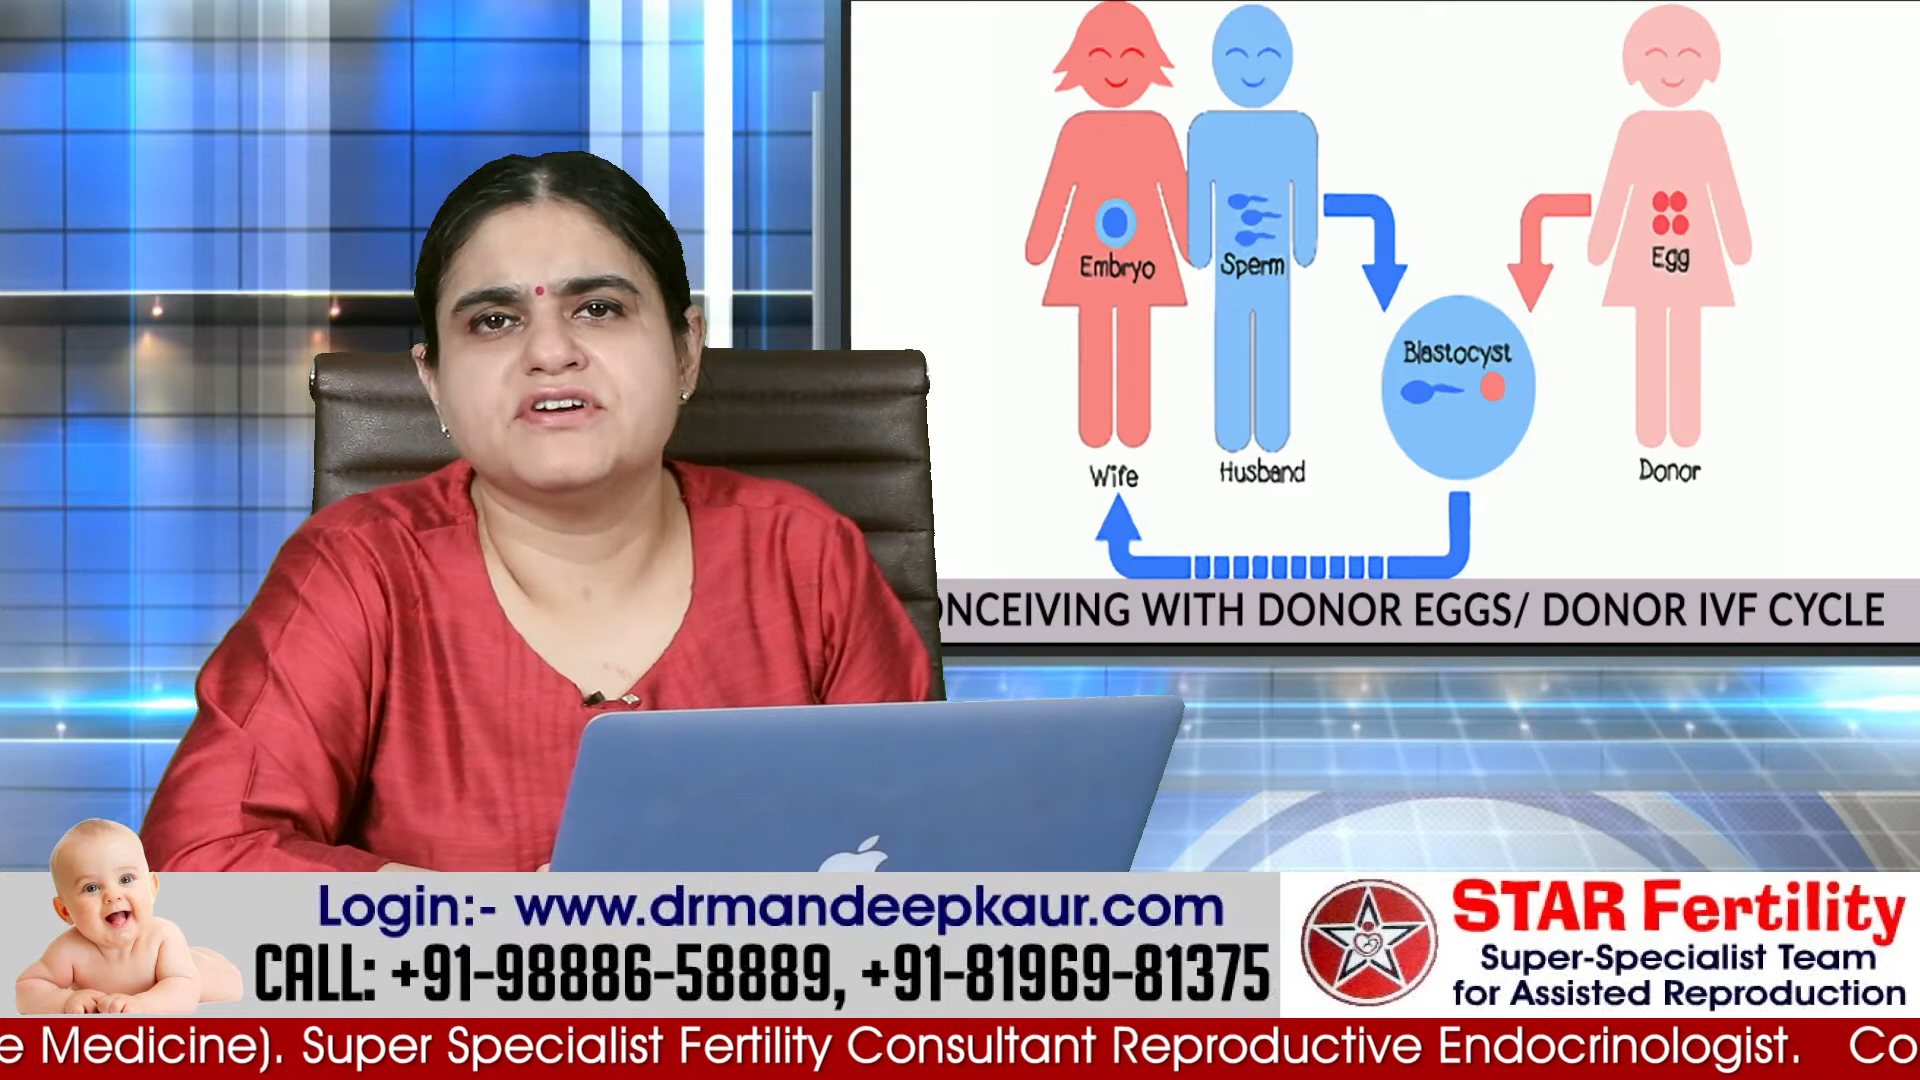 Embryo
Sperm
Egg
Blastocyst
Wife
Husband
Donor
ONCEIVING WITH DONOR EGGS/ DONOR IVF CYCLE
Login:- www.drmandeepkaur.com
CALL: +91-98886-58889, +91-81969-81375
STAR Fertility
Super-Specialist Team
for Assisted Reproduction
e Medicine). Super Specialist Fertility Consultant Reproductive Endocrinologist. Co